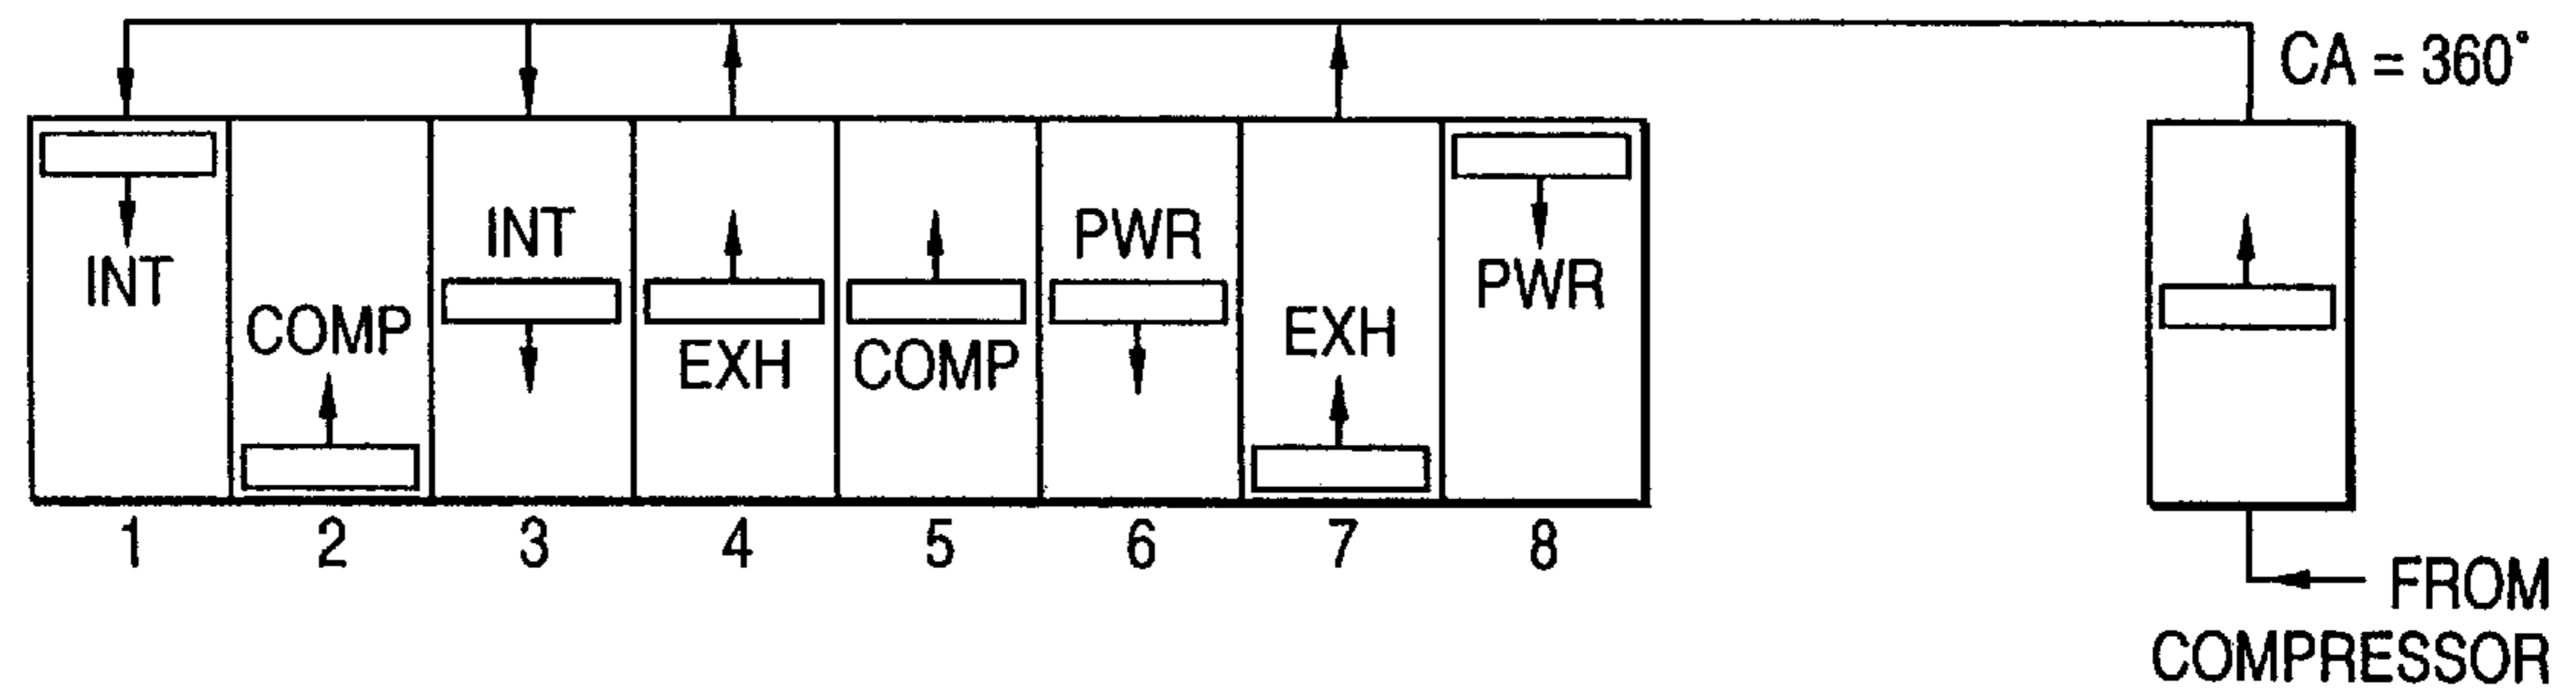 CA = 360°
INT
COMP
INT
EXH
COMP
PWR
EXH
PWR
1 2 3 4 5 6 7 8
FROM
COMPRESSOR